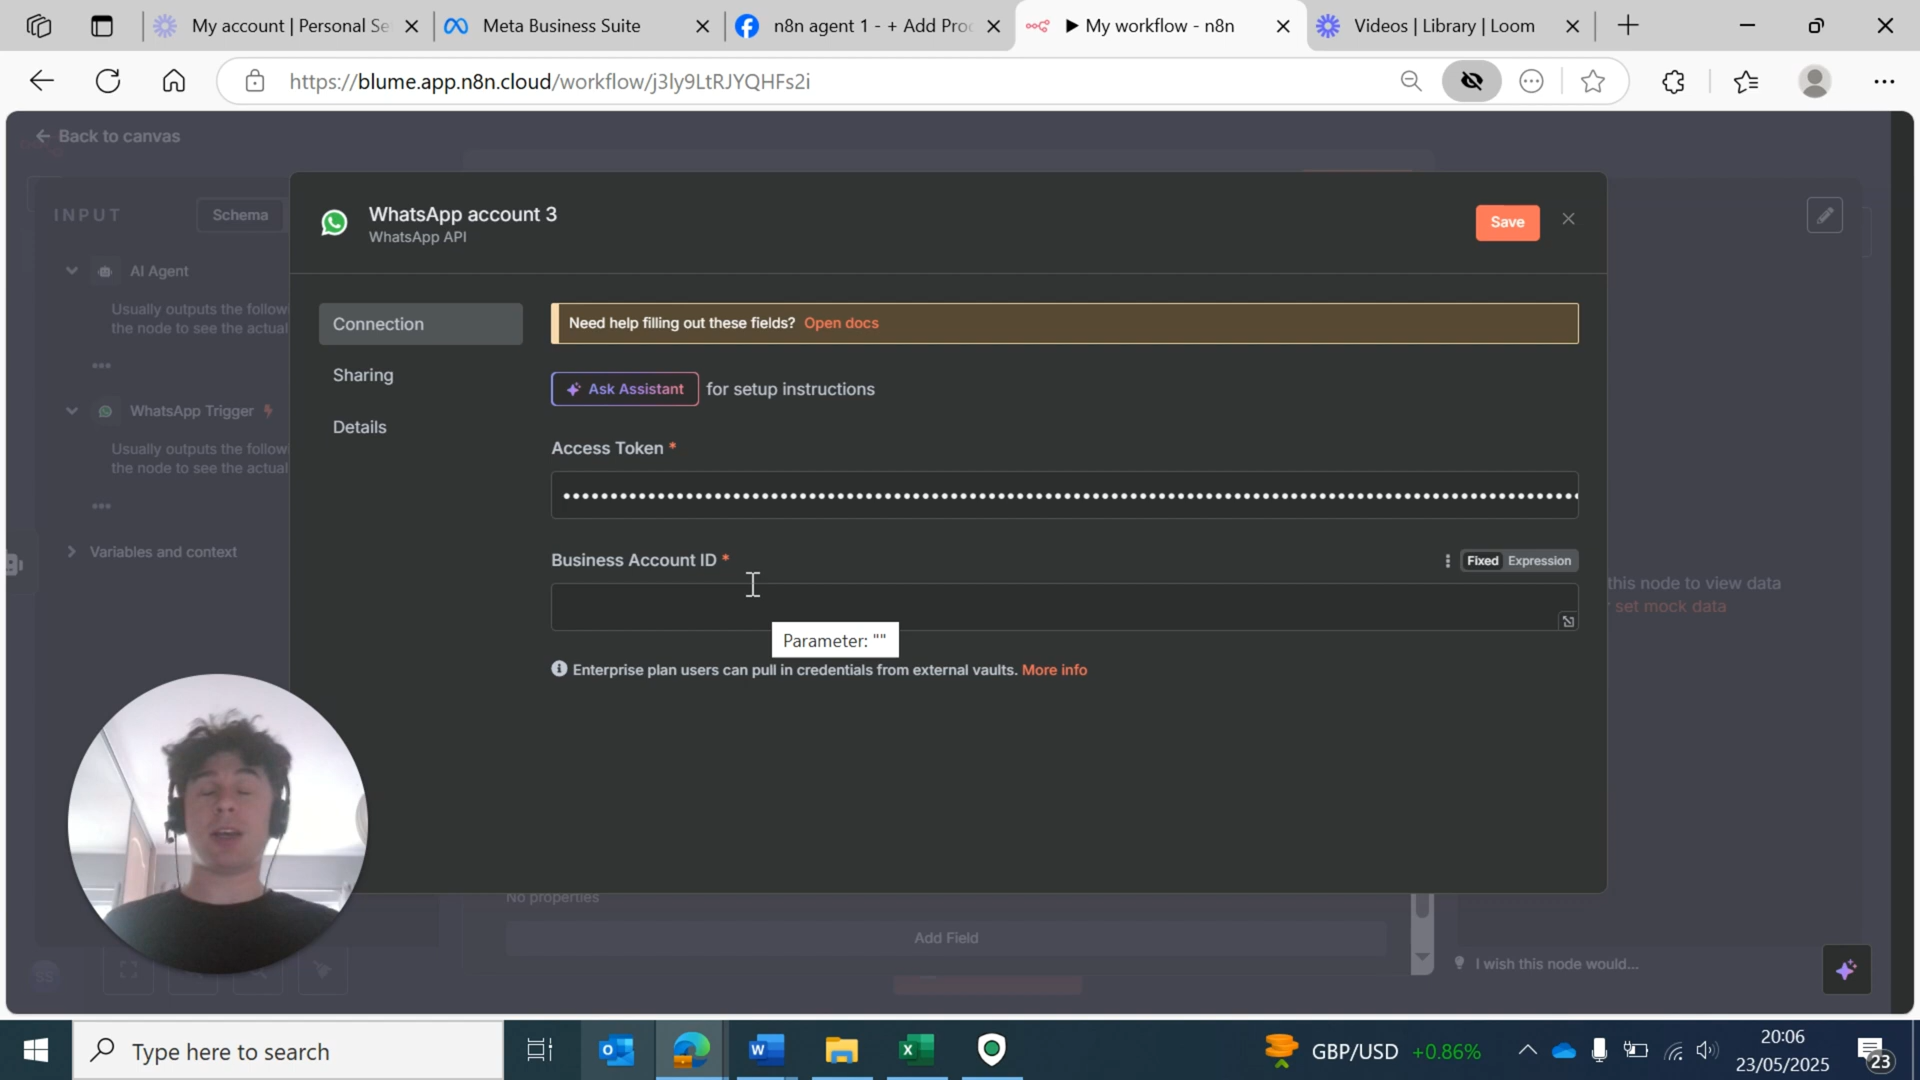 My account | Personal Se
Meta Business Suite
n8n agent 1 - + Add Proc
▶ My workflow - n8n
Videos | Library | Loom
https://blume.app.n8n.cloud/workflow/j3ly9LtRJYQHFs2i
Back to canvas
INPUT
Schema
WhatsApp account 3
WhatsApp API
Save
AI Agent
Usually outputs the follow
the node to see the actual
WhatsApp Trigger
Usually outputs the follow
the node to see the actual
Variables and context
Connection
Sharing
Details
Need help filling out these fields? Open docs
Ask Assistant for setup instructions
Access Token *
Business Account ID *
Fixed Expression
Parameter: ""
Enterprise plan users can pull in credentials from external vaults. More info
this node to view data
set mock data
No properties
Add Field
I wish this node would...
Type here to search
GBP/USD +0.86%
20:06
23/05/2025
23